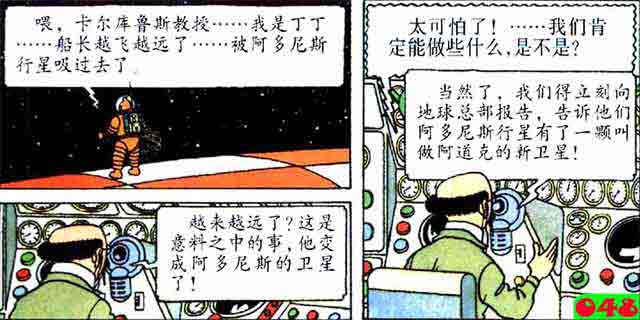 喂，卡尔库鲁斯教授……我是丁丁
……船长越飞越远了……被阿多尼斯
行星吸过去了
越来越远了？这是
意料之中的事，他变
成阿多尼斯的卫星
了！
太可怕了！……我们肯
定能做些什么，是不是？
当然了，我们得立刻向
地球总部报告，告诉他们
阿多尼斯行星有了一颗叫
做阿道克的新卫星！
048